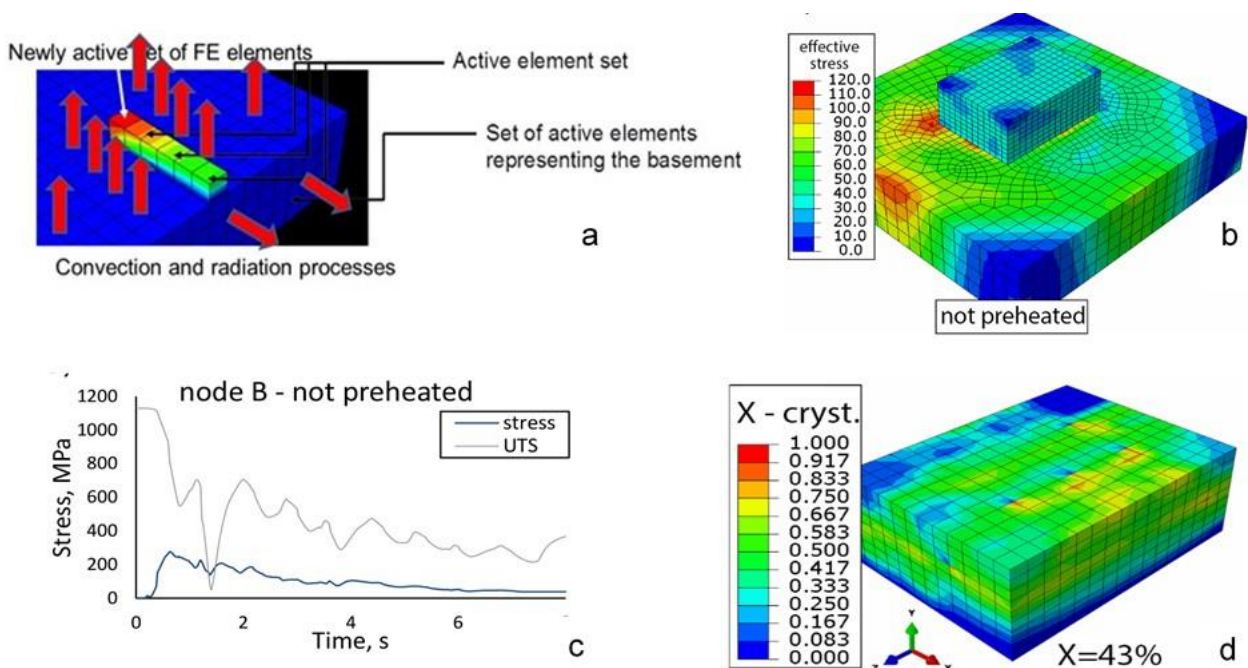 Newly active set of FE elements
Active element set
Set of active elements
representing the basement
Convection and radiation processes
a
effective
stress
120.0
110.0
100.0
90.0
80.0
70.0
60.0
50.0
40.0
30.0
20.0
10.0
0.0
b
not preheated
node B - not preheated
stress
UTS
Stress, MPa
1200
1000
800
600
400
200
0
0 2 4 6
Time, s
c
X - cryst.
1.000
0.917
0.833
0.750
0.667
0.583
0.500
0.417
0.333
0.250
0.167
0.083
0.000
Y
X=43%
d